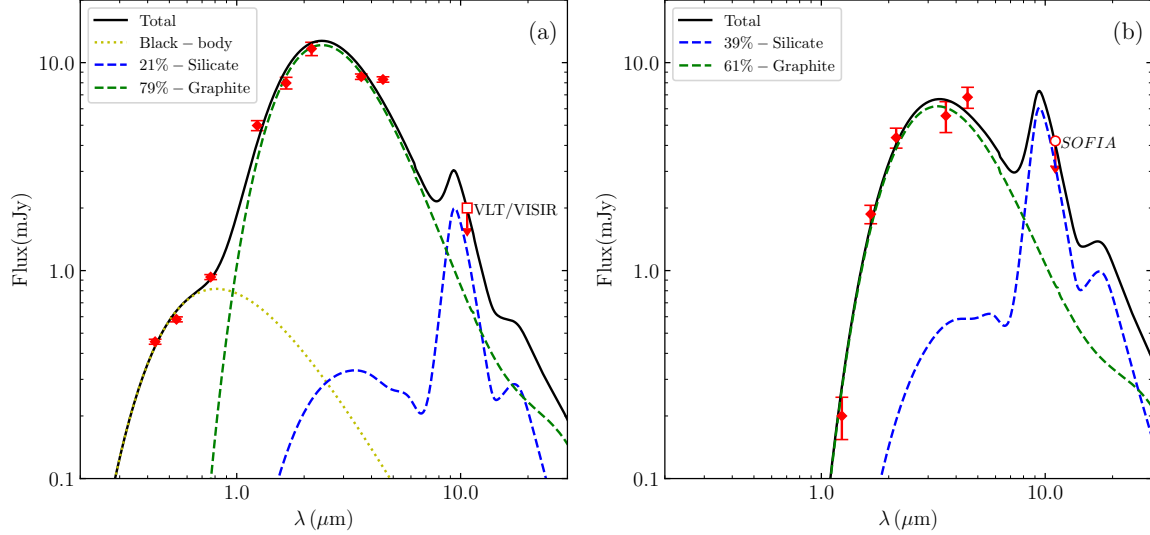 (a)
Total
Black − body
21% − Silicate
79% − Graphite
10.0
1.0
0.1
Flux(mJy)
VLT/VISIR
1.0
10.0
λ (μm)
(b)
Total
39% − Silicate
61% − Graphite
10.0
1.0
0.1
Flux(mJy)
SOFIA
1.0
10.0
λ (μm)